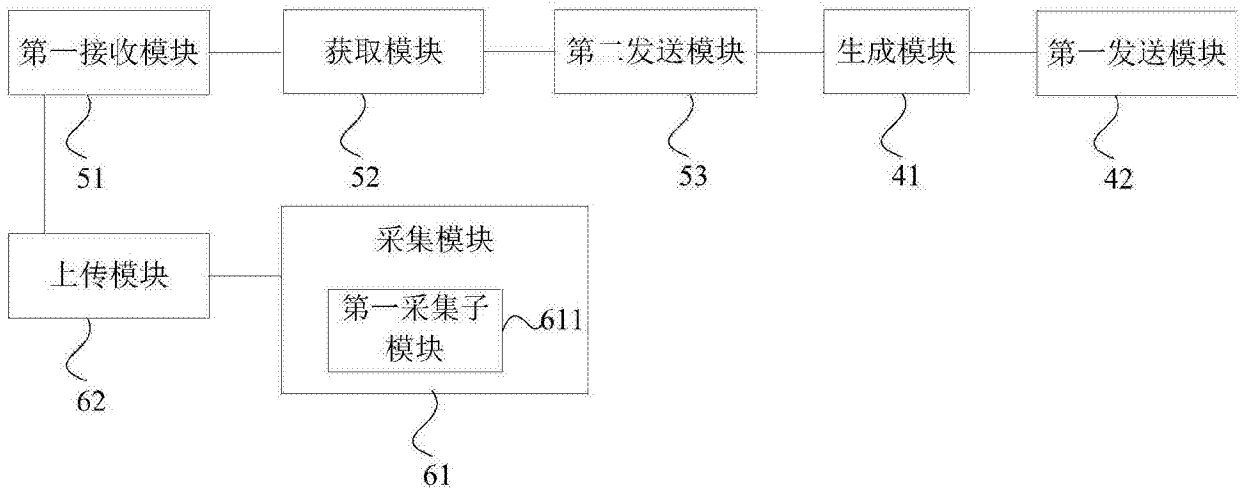 第一接收模块
获取模块
第二发送模块
生成模块
第一发送模块
51
52
53
41
42
上传模块
采集模块
第一采集子
模块
611
62
61